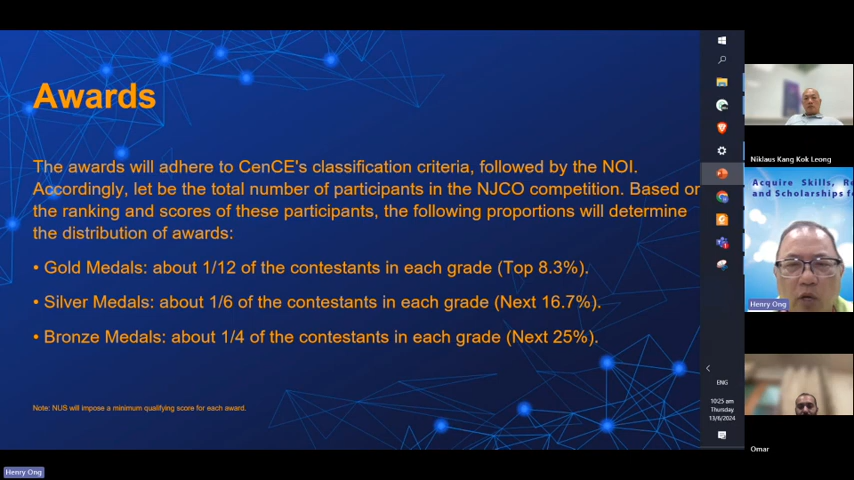 Awards
The awards will adhere to CenCE's classification criteria, followed by the NOI.
Accordingly, let be the total number of participants in the NJCO competition. Based on
the ranking and scores of these participants, the following proportions will determine
the distribution of awards:
• Gold Medals: about 1/12 of the contestants in each grade (Top 8.3%).
• Silver Medals: about 1/6 of the contestants in each grade (Next 16.7%).
• Bronze Medals: about 1/4 of the contestants in each grade (Next 25%).
Note: NUS will impose a minimum qualifying score for each award.
ENG
10:25 am
Thursday
13/6/2024
Niklaus Kang Kok Leong
Acquire Skills, Re
and Scholarships f
Henry Ong
Omar
Henry Ong